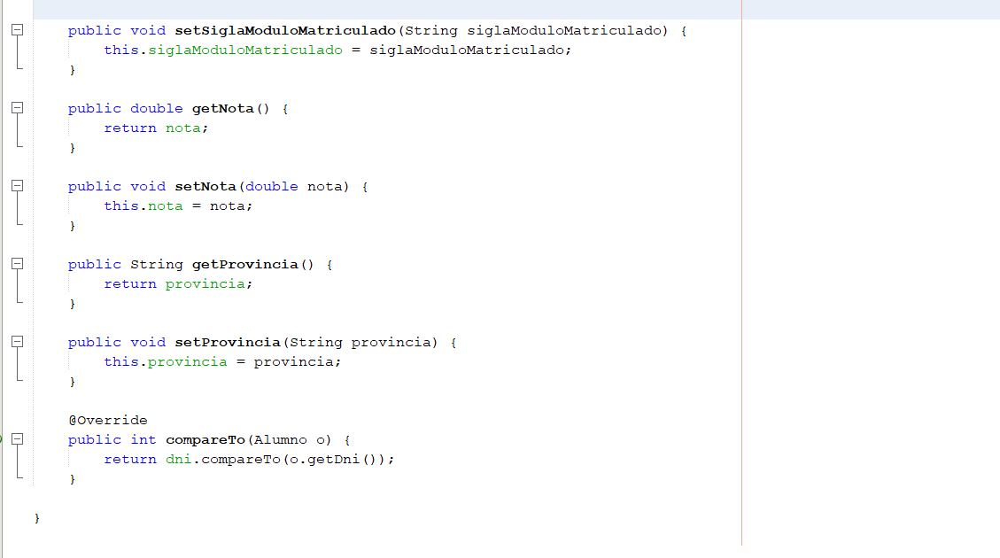 public void setSiglaModuloMatriculado(String siglaModuloMatriculado) {
this.siglaModuloMatriculado = siglaModuloMatriculado;
}
public double getNota() {
return nota;
}
public void setNota(double nota) {
this.nota = nota;
}
public String getProvincia() {
return provincia;
}
public void setProvincia(String provincia) {
this.provincia = provincia;
}
@Override
public int compareTo(Alumno o) {
return dni.compareTo(o.getDni());
}
}